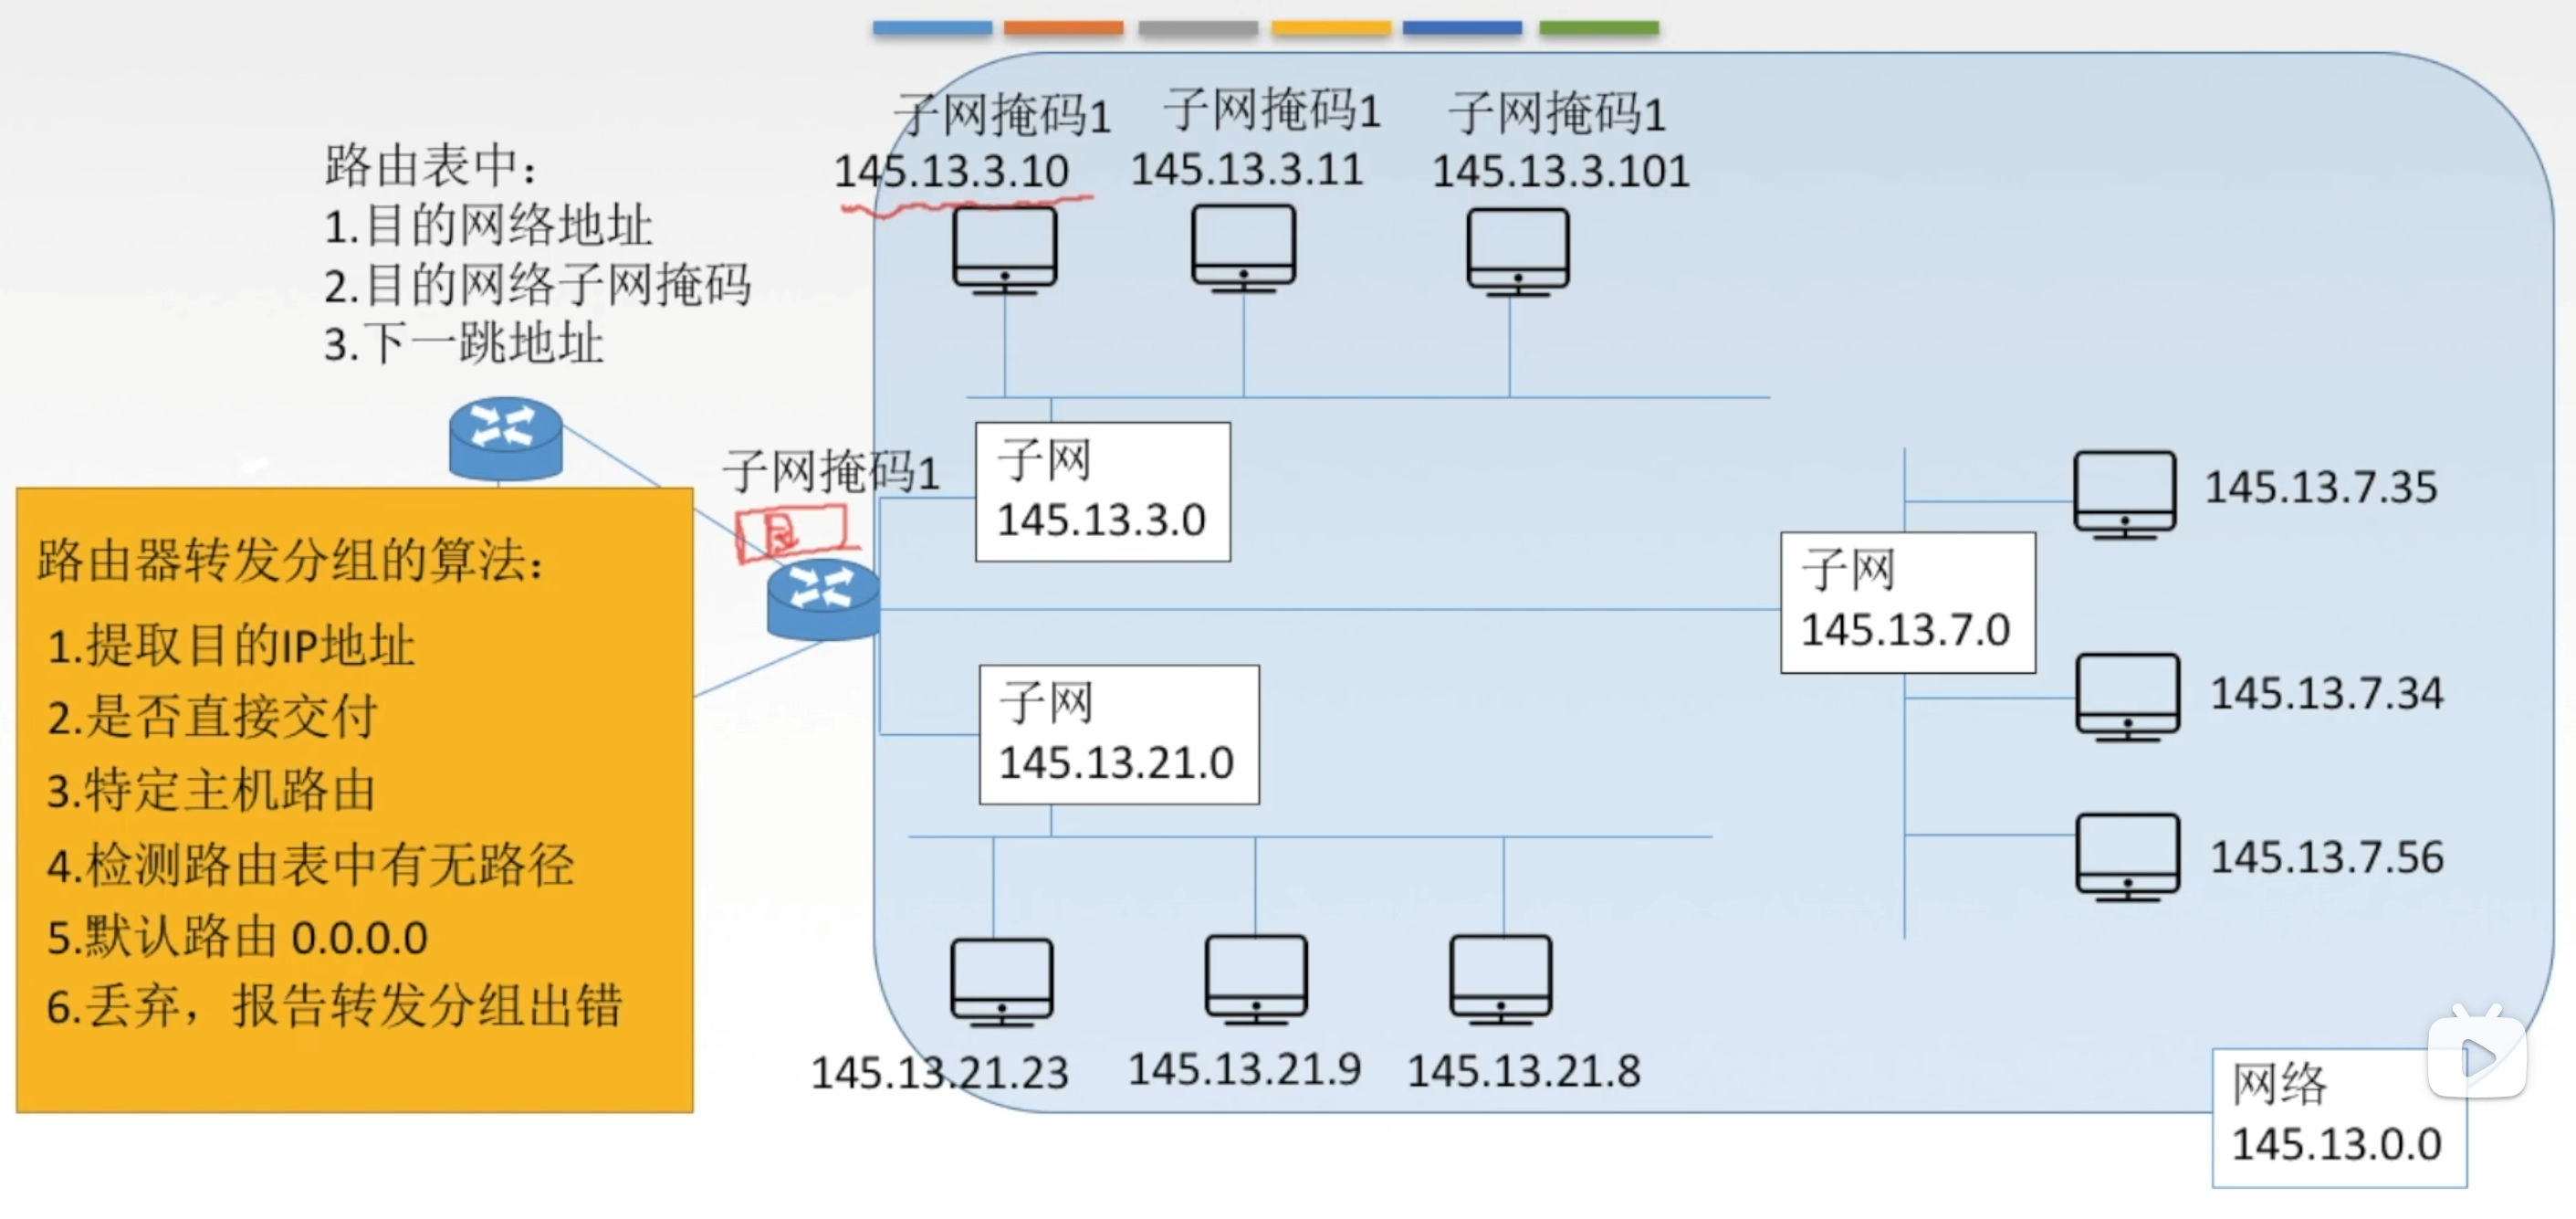 子网掩码1
子网掩码1
子网掩码1
145.13.3.10
145.13.3.11
145.13.3.101
路由表中：
1.目的网络地址
2.目的网络子网掩码
3.下一跳地址
子网掩码1
子网
145.13.3.0
子网
145.13.7.0
子网
145.13.21.0
145.13.7.35
145.13.7.34
145.13.7.56
路由器转发分组的算法：
1.提取目的IP地址
2.是否直接交付
3.特定主机路由
4.检测路由表中有无路径
5.默认路由 0.0.0.0
6.丢弃，报告转发分组出错
145.13.21.23
145.13.21.9
145.13.21.8
网络
145.13.0.0